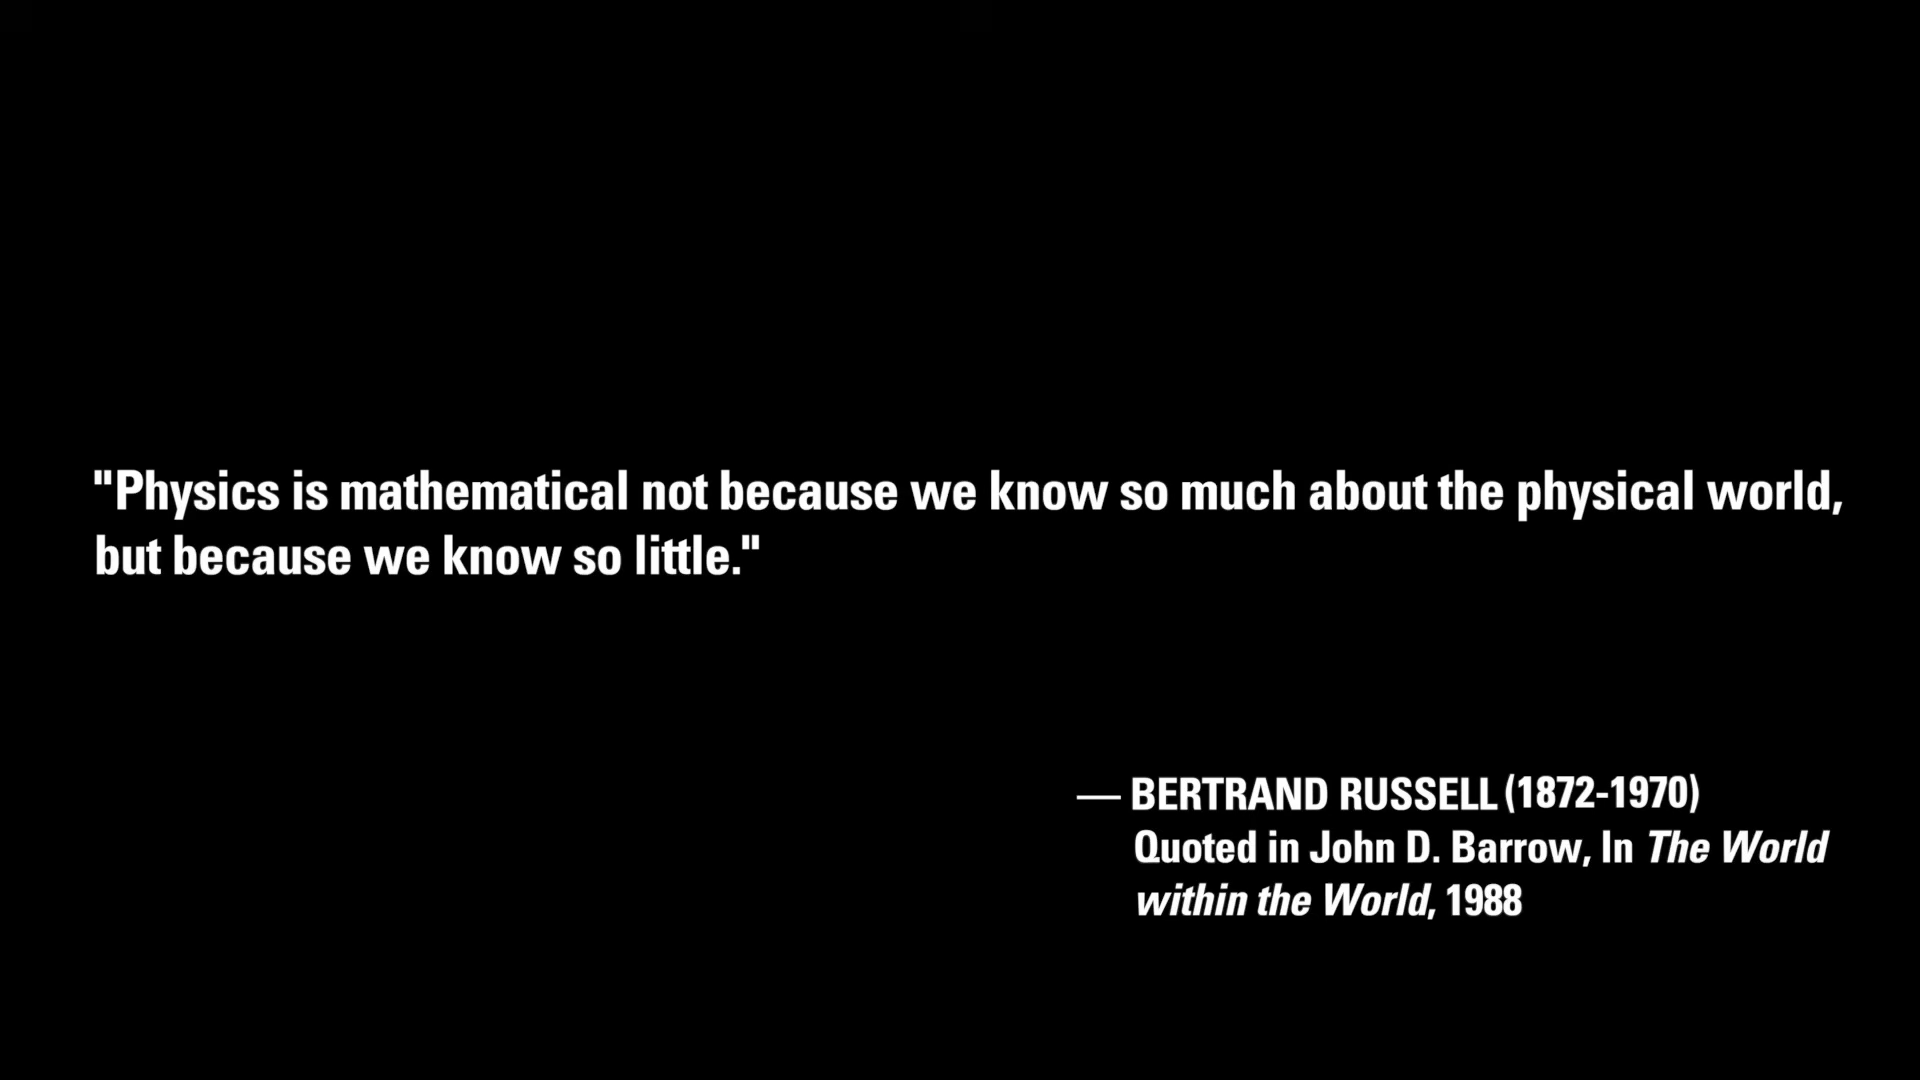 "Physics is mathematical not because we know so much about the physical world,
but because we know so little."
— BERTRAND RUSSELL (1872-1970)
Quoted in John D. Barrow, In The World
within the World, 1988